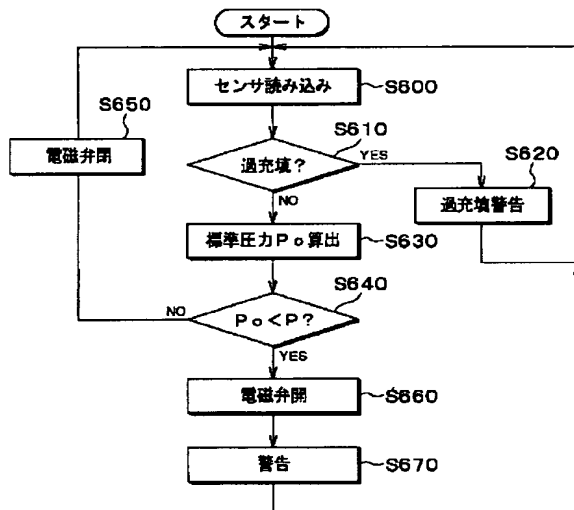 スタート
センサ読み込み
S600
S650
電磁弁閉
S610
過充填?
YES
NO
S620
過充填警告
標準圧力Po算出
S630
S640
Po<P?
NO
YES
電磁弁開
S660
警告
S670